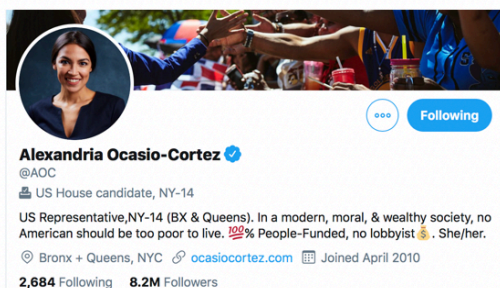 Following
Alexandria Ocasio-Cortez
@AOC
US House candidate, NY-14
US Representative,NY-14 (BX & Queens). In a modern, moral, & wealthy society, no
American should be too poor to live. 💯% People-Funded, no lobbyist💰. She/her.
Bronx + Queens, NYC ocasiocortez.com Joined April 2010
2,684 Following 8.2M Followers